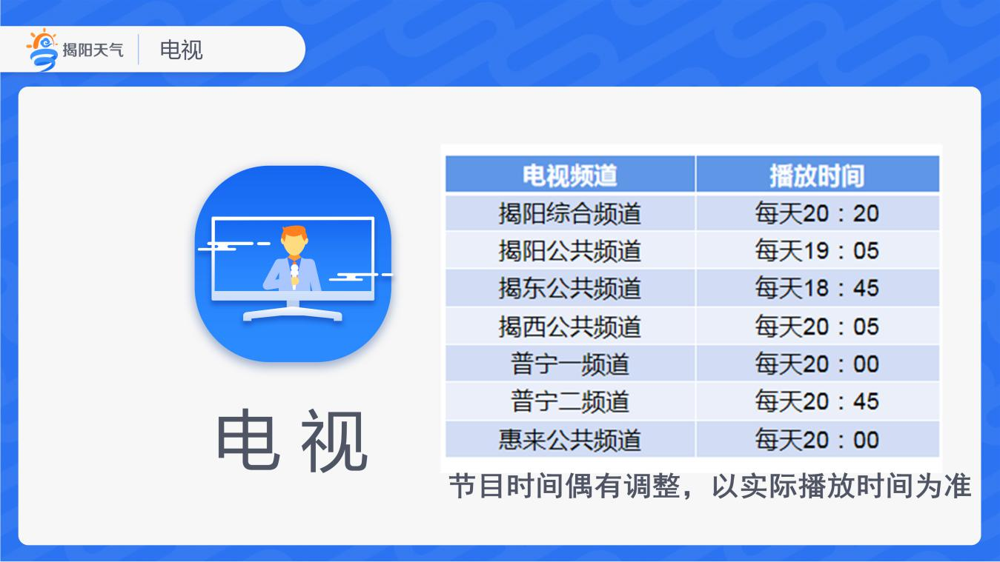 揭阳天气 电视
电视频道 播放时间
揭阳综合频道 每天20：20
揭阳公共频道 每天19：05
揭东公共频道 每天18：45
揭西公共频道 每天20：05
普宁一频道 每天20：00
普宁二频道 每天20：45
惠来公共频道 每天20：00
电视
节目时间偶有调整，以实际播放时间为准